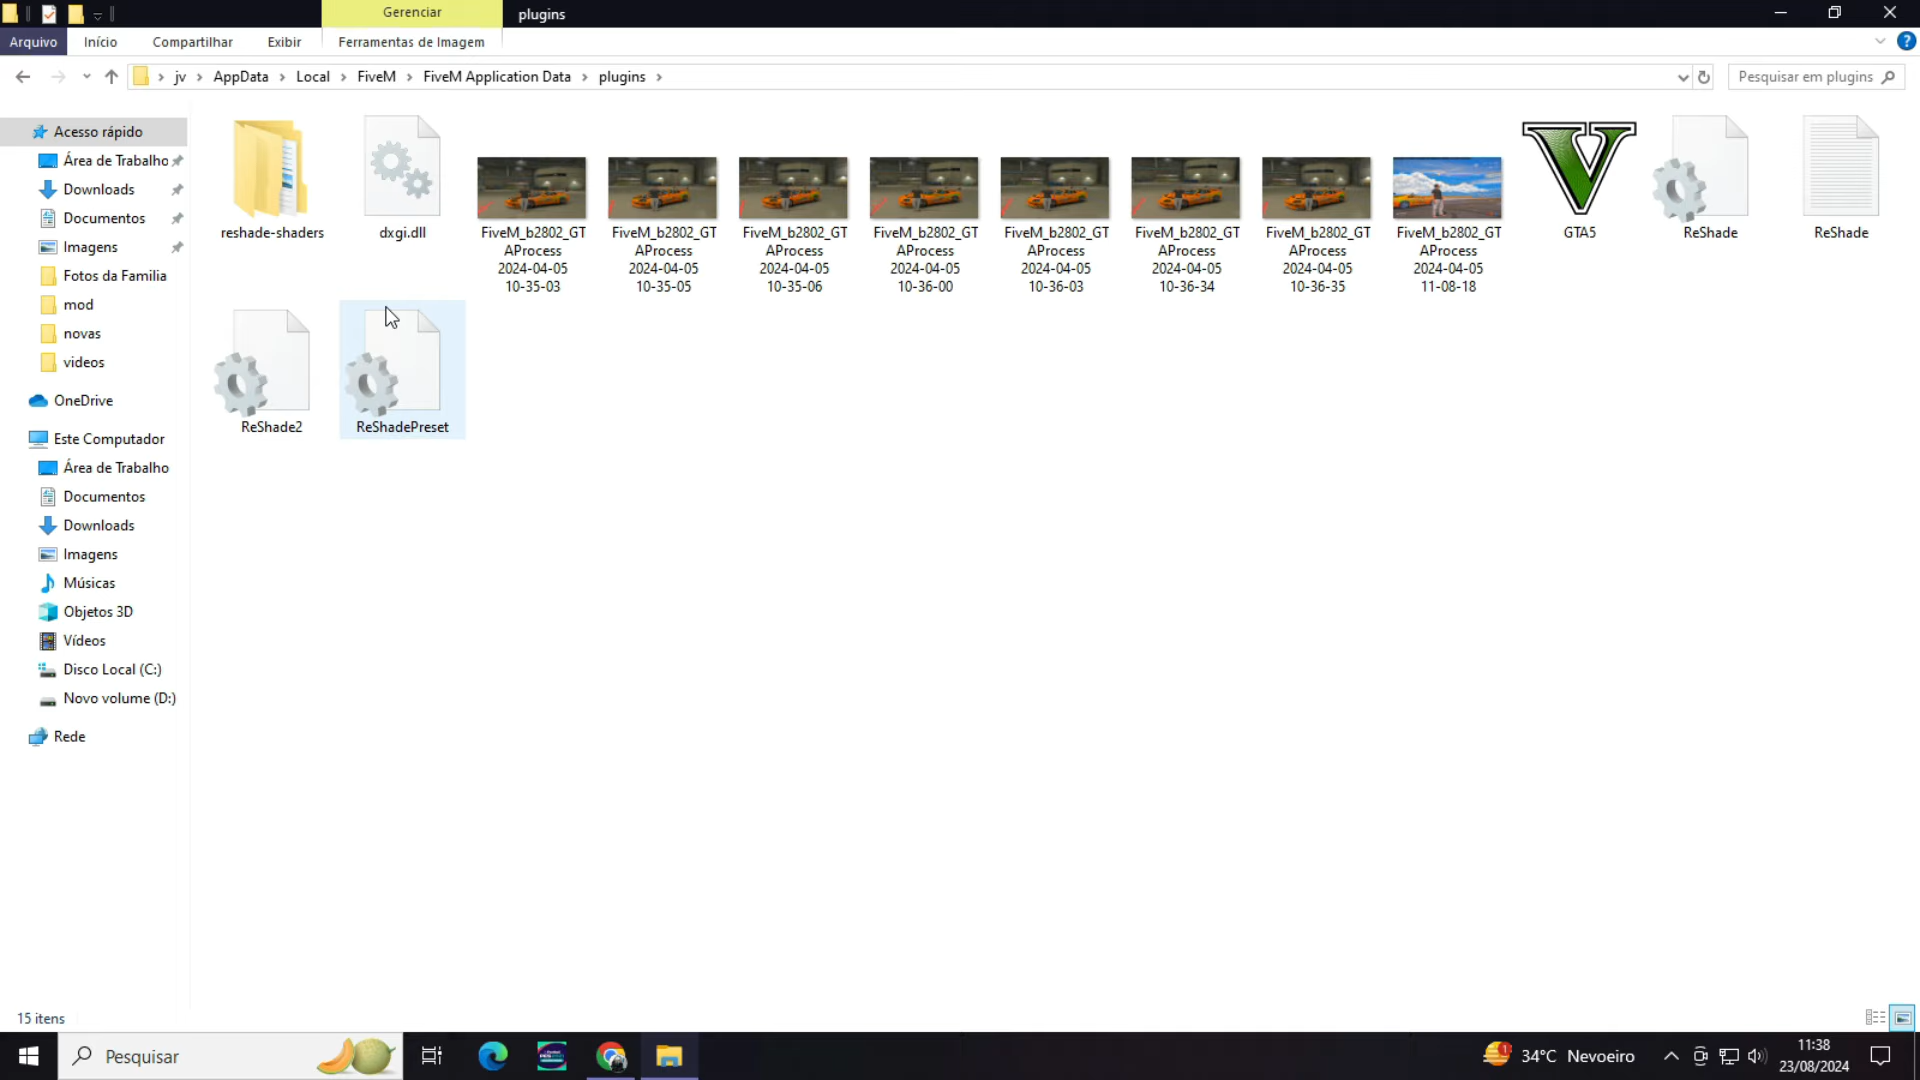 Gerenciar
plugins
Arquivo
Início
Compartilhar
Exibir
Ferramentas de Imagem
jv
AppData
Local
FiveM
FiveM Application Data
plugins
Pesquisar em plugins
Acesso rápido
Área de Trabalho
Downloads
Documentos
Imagens
Fotos da Familia
mod
novas
videos
OneDrive
Este Computador
Área de Trabalho
Documentos
Downloads
Imagens
Músicas
Objetos 3D
Vídeos
Disco Local (C:)
Novo volume (D:)
Rede
reshade-shaders
dxgi.dll
FiveM_b2802_GT
AProcess
2024-04-05
10-35-03
FiveM_b2802_GT
AProcess
2024-04-05
10-35-05
FiveM_b2802_GT
AProcess
2024-04-05
10-35-06
FiveM_b2802_GT
AProcess
2024-04-05
10-36-00
FiveM_b2802_GT
AProcess
2024-04-05
10-36-03
FiveM_b2802_GT
AProcess
2024-04-05
10-36-34
FiveM_b2802_GT
AProcess
2024-04-05
10-36-35
FiveM_b2802_GT
AProcess
2024-04-05
11-08-18
GTA5
ReShade
ReShade
ReShade2
ReShadePreset
15 itens
Pesquisar
1
34°C Nevoeiro
11:38
23/08/2024